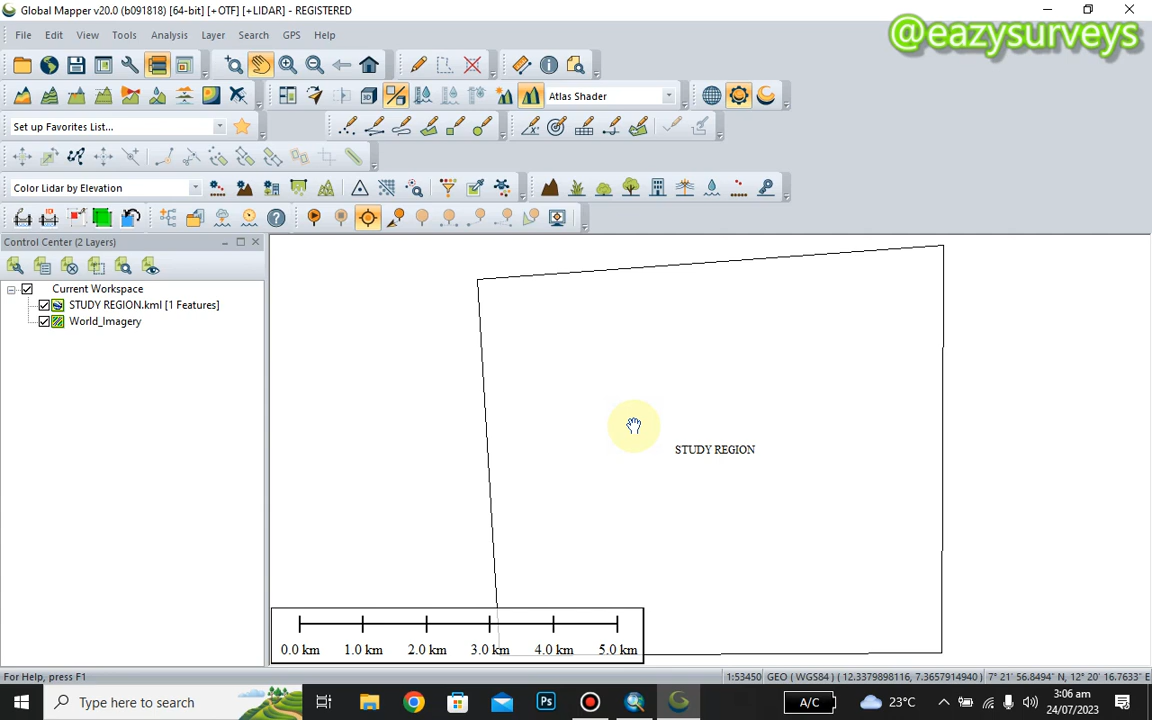 Global Mapper v20.0 (b091818) [64-bit] [+OTF] [+LIDAR] - REGISTERED
File Edit View Tools Analysis Layer Search GPS Help
@eazysurveys
Atlas Shader
Set up Favorites List...
Color Lidar by Elevation
Control Center (2 Layers)
Current Workspace
STUDY REGION.kml [1 Features]
World_Imagery
STUDY REGION
0.0 km 1.0 km 2.0 km 3.0 km 4.0 km 5.0 km
For Help, press F1
1:53450 GEO ( WGS84 ) ( 12.3379898116, 7.3657914940 ) 7° 21' 56.8494" N, 12° 20' 16.7633" E
Type here to search
A/C
23°C
3:06 am
24/07/2023